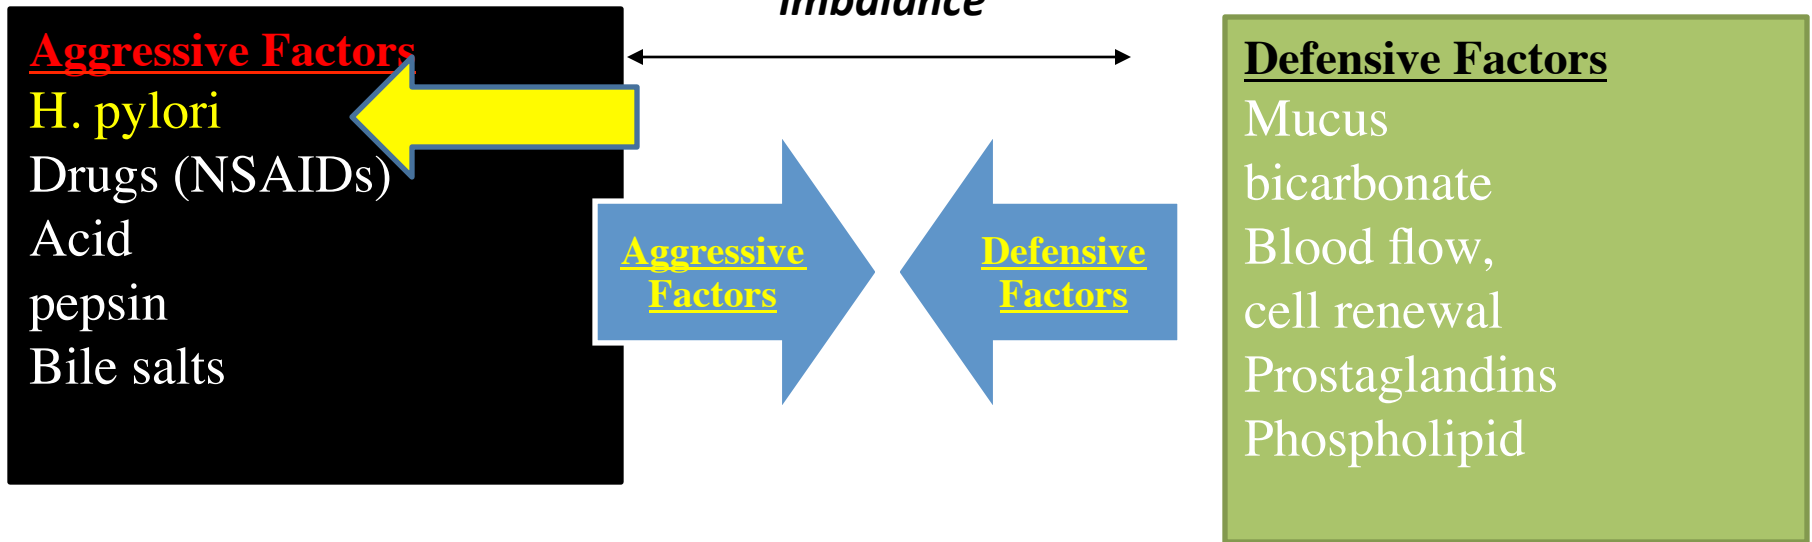 imbalance
Aggressive Factors
H. pylori
Drugs (NSAIDs)
Acid
pepsin
Bile salts
Aggressive
Factors
Defensive
Factors
Defensive Factors
Mucus
bicarbonate
Blood flow,
cell renewal
Prostaglandins
Phospholipid